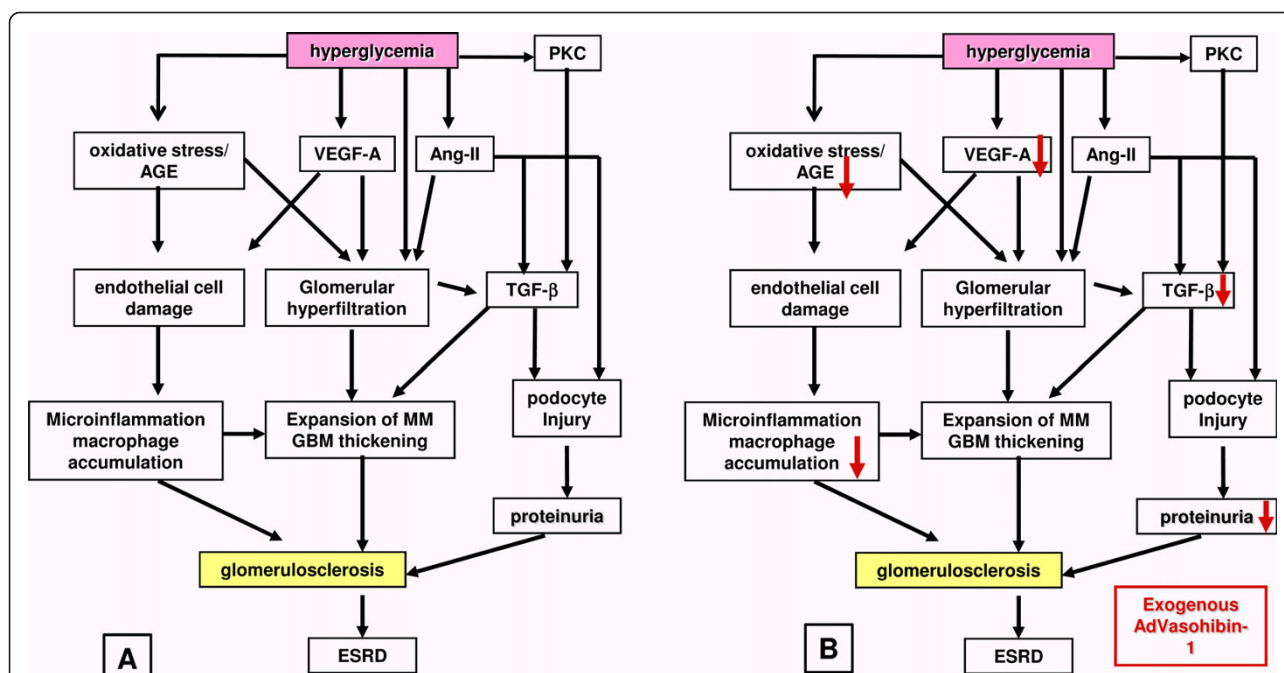 hyperglycemia
PKC
oxidative stress/
AGE
VEGF-A
Ang-II
endothelial cell
damage
Glomerular
hyperfiltration
TGF-β
Microinflammation
macrophage
accumulation
Expansion of MM
GBM thickening
podocyte
Injury
proteinuria
glomerulosclerosis
ESRD
A
hyperglycemia
PKC
oxidative stress/
AGE
VEGF-A
Ang-II
endothelial cell
damage
Glomerular
hyperfiltration
TGF-β
Microinflammation
macrophage
accumulation
Expansion of MM
GBM thickening
podocyte
Injury
proteinuria
glomerulosclerosis
ESRD
B
Exogenous
AdVasohibin-
1